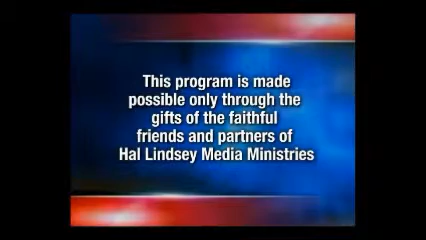 This program is made
possible only through the
gifts of the faithful
friends and partners of
Hal Lindsey Media Ministries